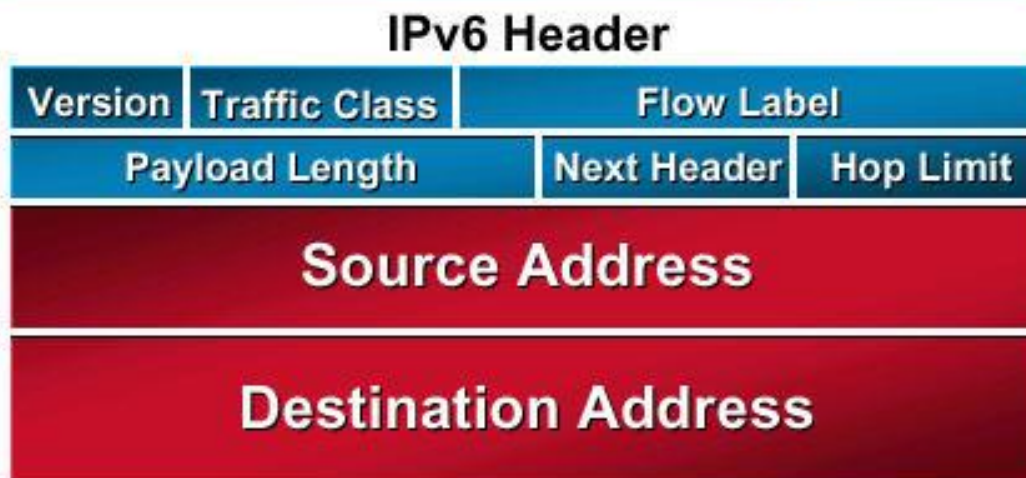 IPv6 Header
Version Traffic Class Flow Label
Payload Length Next Header Hop Limit
Source Address
Destination Address